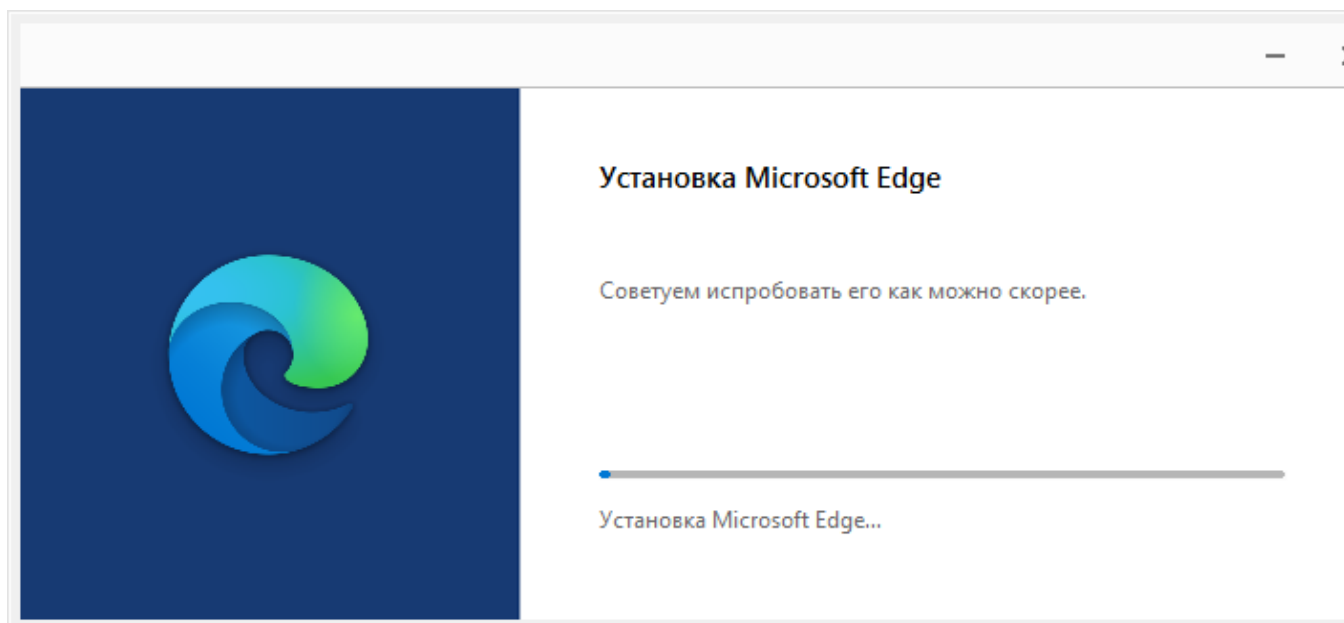 Установка Microsoft Edge
Советуем испробовать его как можно скорее.
Установка Microsoft Edge...